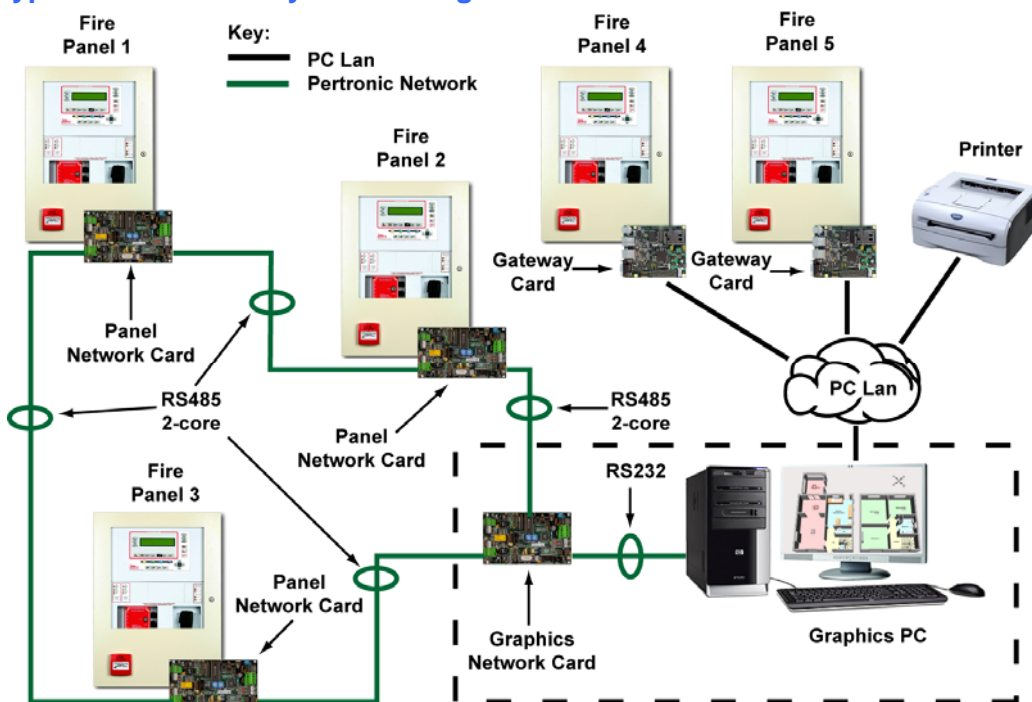 Fire
Panel 1
Key:
PC Lan
Pertronic Network
Fire
Panel 4
Fire
Panel 5
Fire
Panel 2
Printer
Gateway
Card
Gateway
Card
Panel
Network Card
RS485
2-core
PC Lan
RS485
2-core
Panel
Network Card
RS232
Fire
Panel 3
Panel
Network Card
Graphics
Network Card
Graphics PC